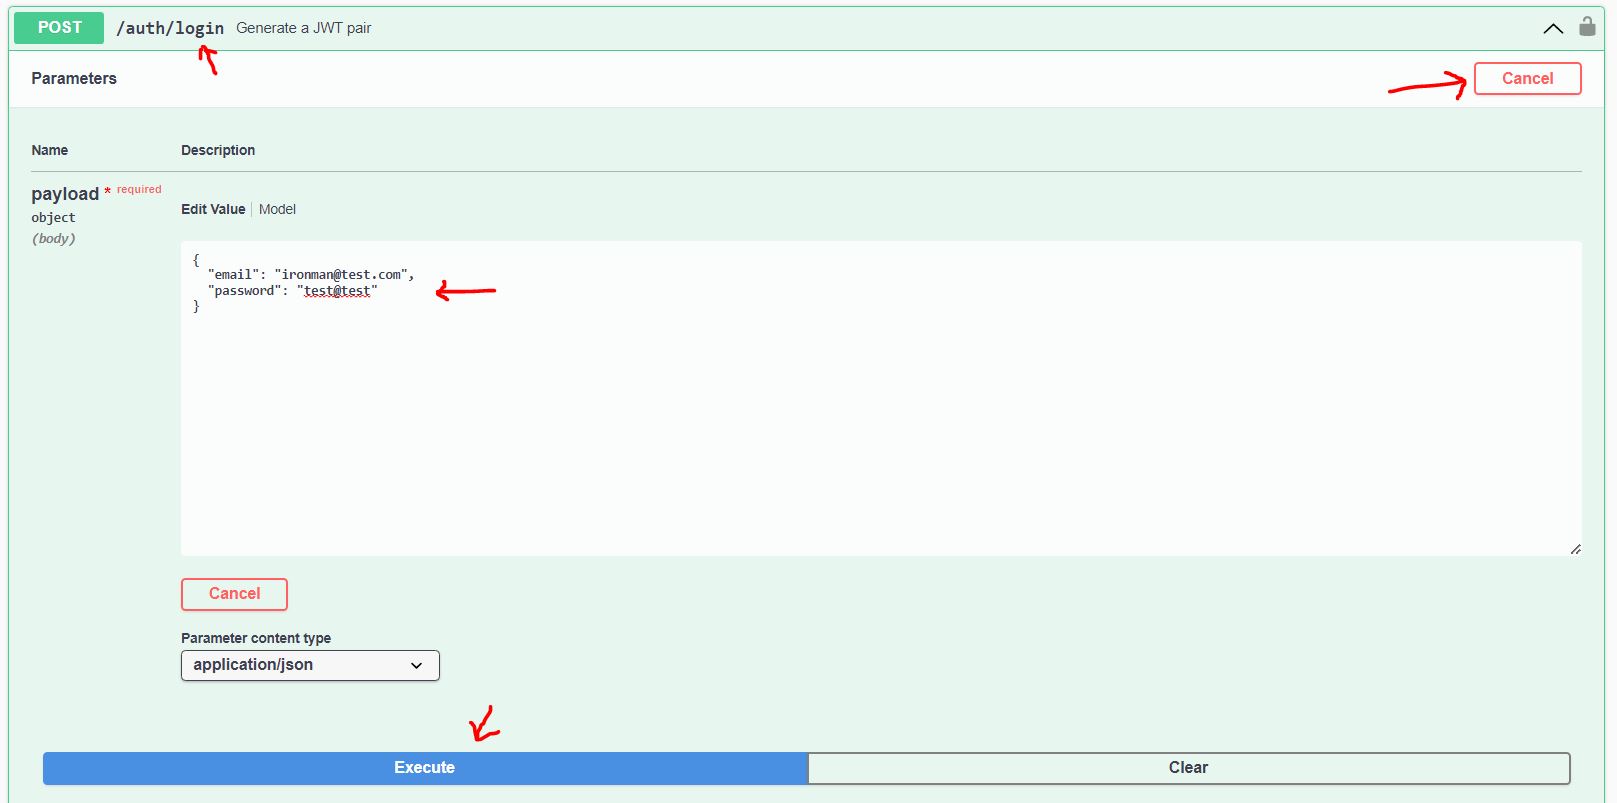 POST /auth/login Generate a JWT pair
Parameters
Cancel
Name Description
payload * required
object
(body)
Edit Value Model
{
"email": "ironman@test.com",
"password": "test@test"
}
Cancel
Parameter content type
application/json
Execute Clear